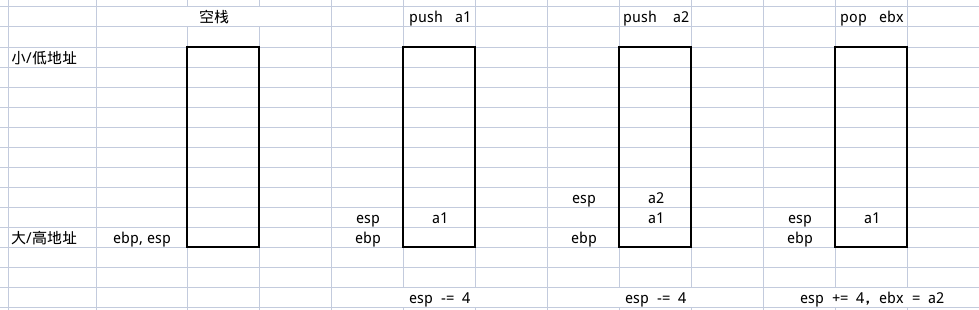 空栈 push a1 push a2 pop ebx
小/低地址
esp a2
esp a1 a1 esp a1
大/高地址 ebp, esp ebp ebp ebp
esp -= 4 esp -= 4 esp += 4, ebx = a2